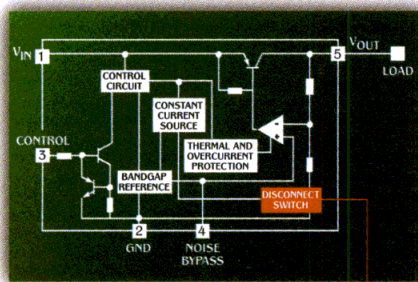 VIN
1
VOUT
5
LOAD
CONTROL
CIRCUIT
CONSTANT
CURRENT
SOURCE
CONTROL
3
THERMAL AND
OVERCURRENT
PROTECTION
BANDGAP
REFERENCE
DISCONNECT
SWITCH
2
GND
4
NOISE
BYPASS